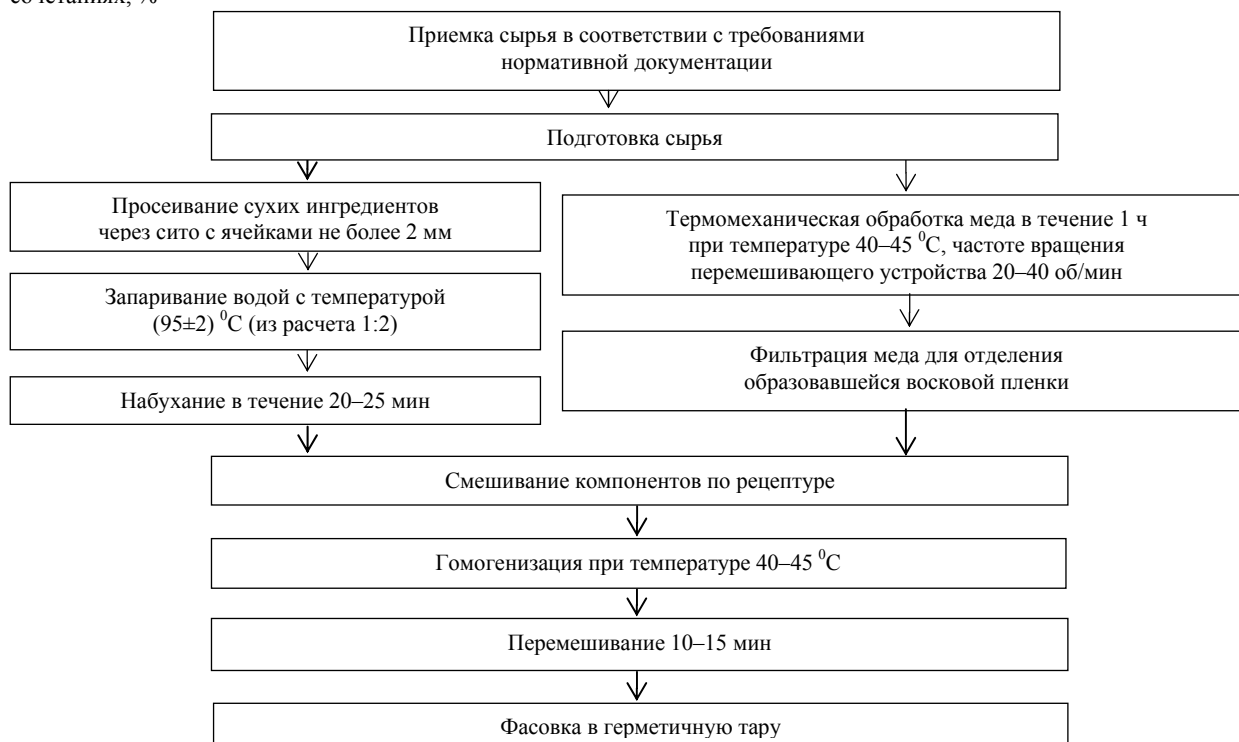 сочетаниях, %
Приемка сырья в соответствии с требованиями
нормативной документации
Подготовка сырья
Просеивание сухих ингредиентов
через сито с ячейками не более 2 мм
Запаривание водой с температурой
(95±2) ⁰С (из расчета 1:2)
Набухание в течение 20–25 мин
Термомеханическая обработка меда в течение 1 ч
при температуре 40–45 ⁰С, частоте вращения
перемешивающего устройства 20–40 об/мин
Фильтрация меда для отделения
образовавшейся восковой пленки
Смешивание компонентов по рецептуре
Гомогенизация при температуре 40–45 ⁰С
Перемешивание 10–15 мин
Фасовка в герметичную тару